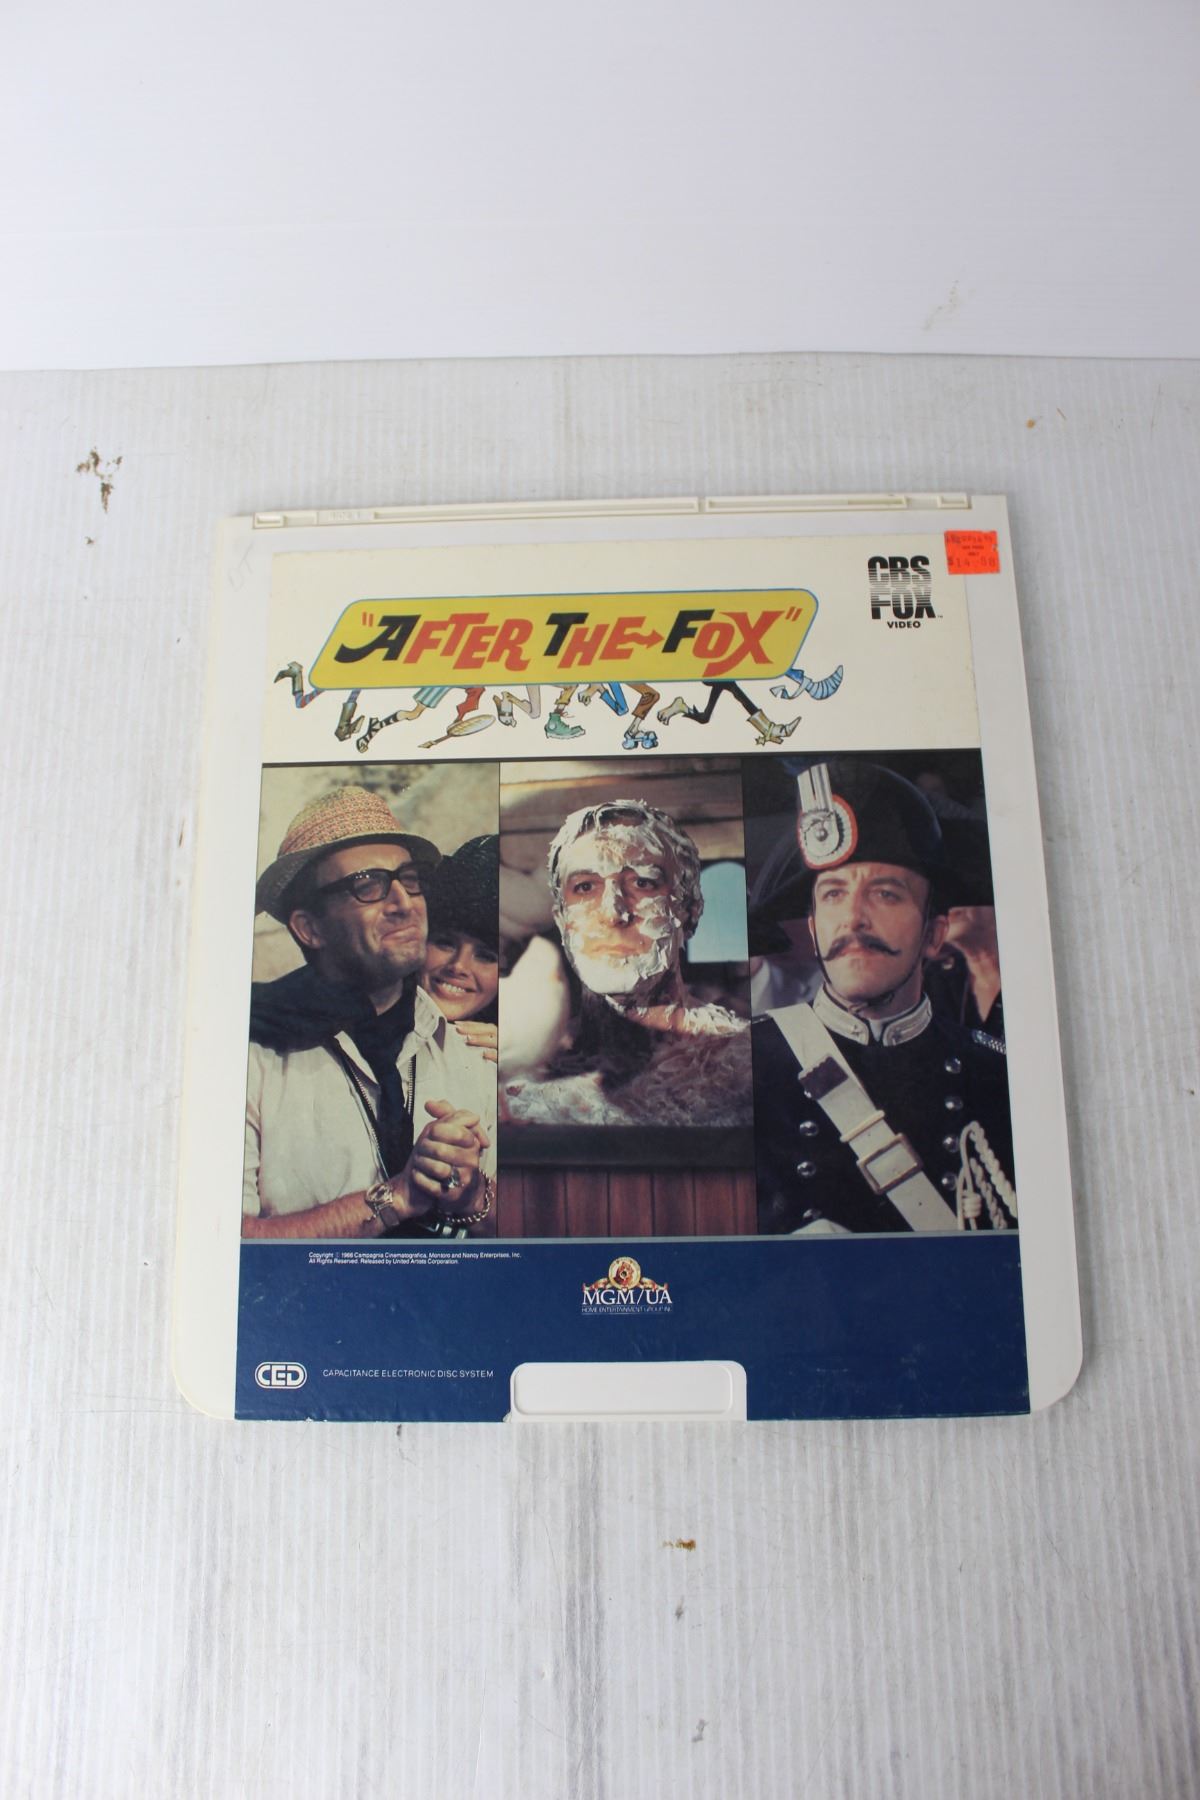 $14.88
CBS
FOX
VIDEO
"AFTER THE FOX"
Copyright © 1966 Compagnia Cinematografica, Montoro and Nancy Enterprises, Inc.
All Rights Reserved. Released by United Artists Corporation.
MGM/UA
HOME ENTERTAINMENT GROUP, INC.
CED
CAPACITANCE ELECTRONIC DISC SYSTEM